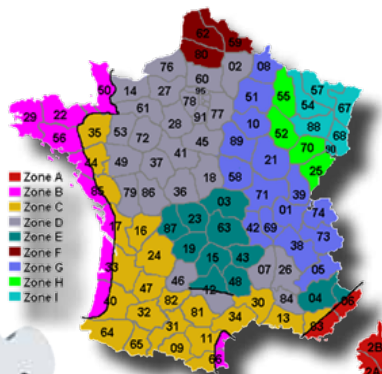 62 59
80
76 02 08
50 14 27 60 95 55 57
29 22 61 78 91 77 51 54 67
56 35 53 28 10 52 88 68
72 45 89 70 90
44 49 37 41 58 21 25
85 79 86 36 18 71 39
03
17 16 87 23 63 42 69 01 74
24 19 15 43 38 73
33 47 46 12 48 07 26 05
40 32 82 81 30 84 04 06
64 65 31 09 11 34 13 83
66
2B
2A
Zone A
Zone B
Zone C
Zone D
Zone E
Zone F
Zone G
Zone H
Zone I